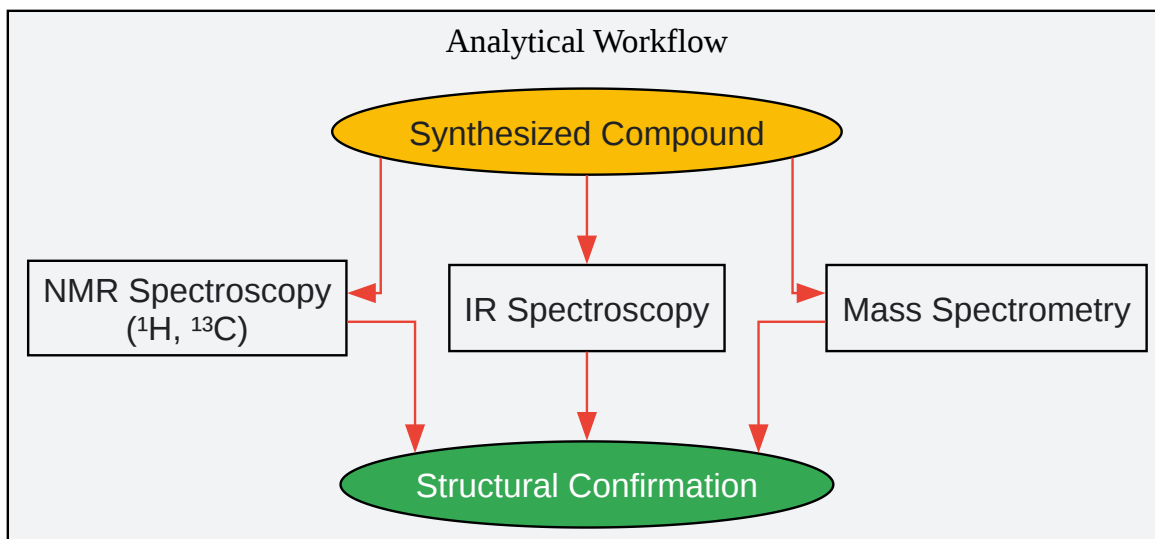 Analytical Workflow
Synthesized Compound
NMR Spectroscopy
(¹H, ¹³C)
IR Spectroscopy
Mass Spectrometry
Structural Confirmation